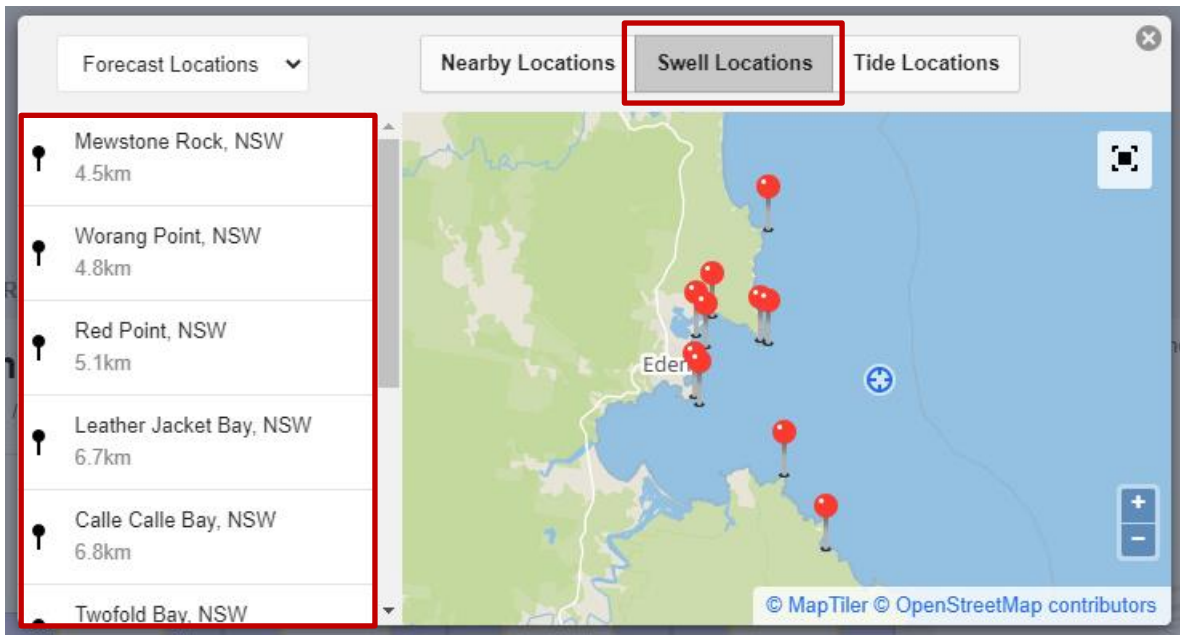 Forecast Locations
Nearby Locations
Swell Locations
Tide Locations
Mewstone Rock, NSW
4.5km
Worang Point, NSW
4.8km
Red Point, NSW
5.1km
Leather Jacket Bay, NSW
6.7km
Calle Calle Bay, NSW
6.8km
Twofold Bay, NSW
Eden
+
−
© MapTiler © OpenStreetMap contributors